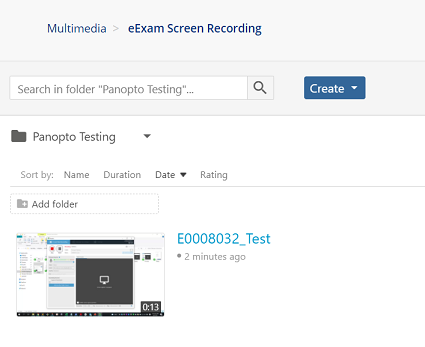 Multimedia > eExam Screen Recording
Search in folder "Panopto Testing"...
Create
Panopto Testing
Sort by: Name Duration Date Rating
Add folder
E0008032_Test
2 minutes ago
0:13